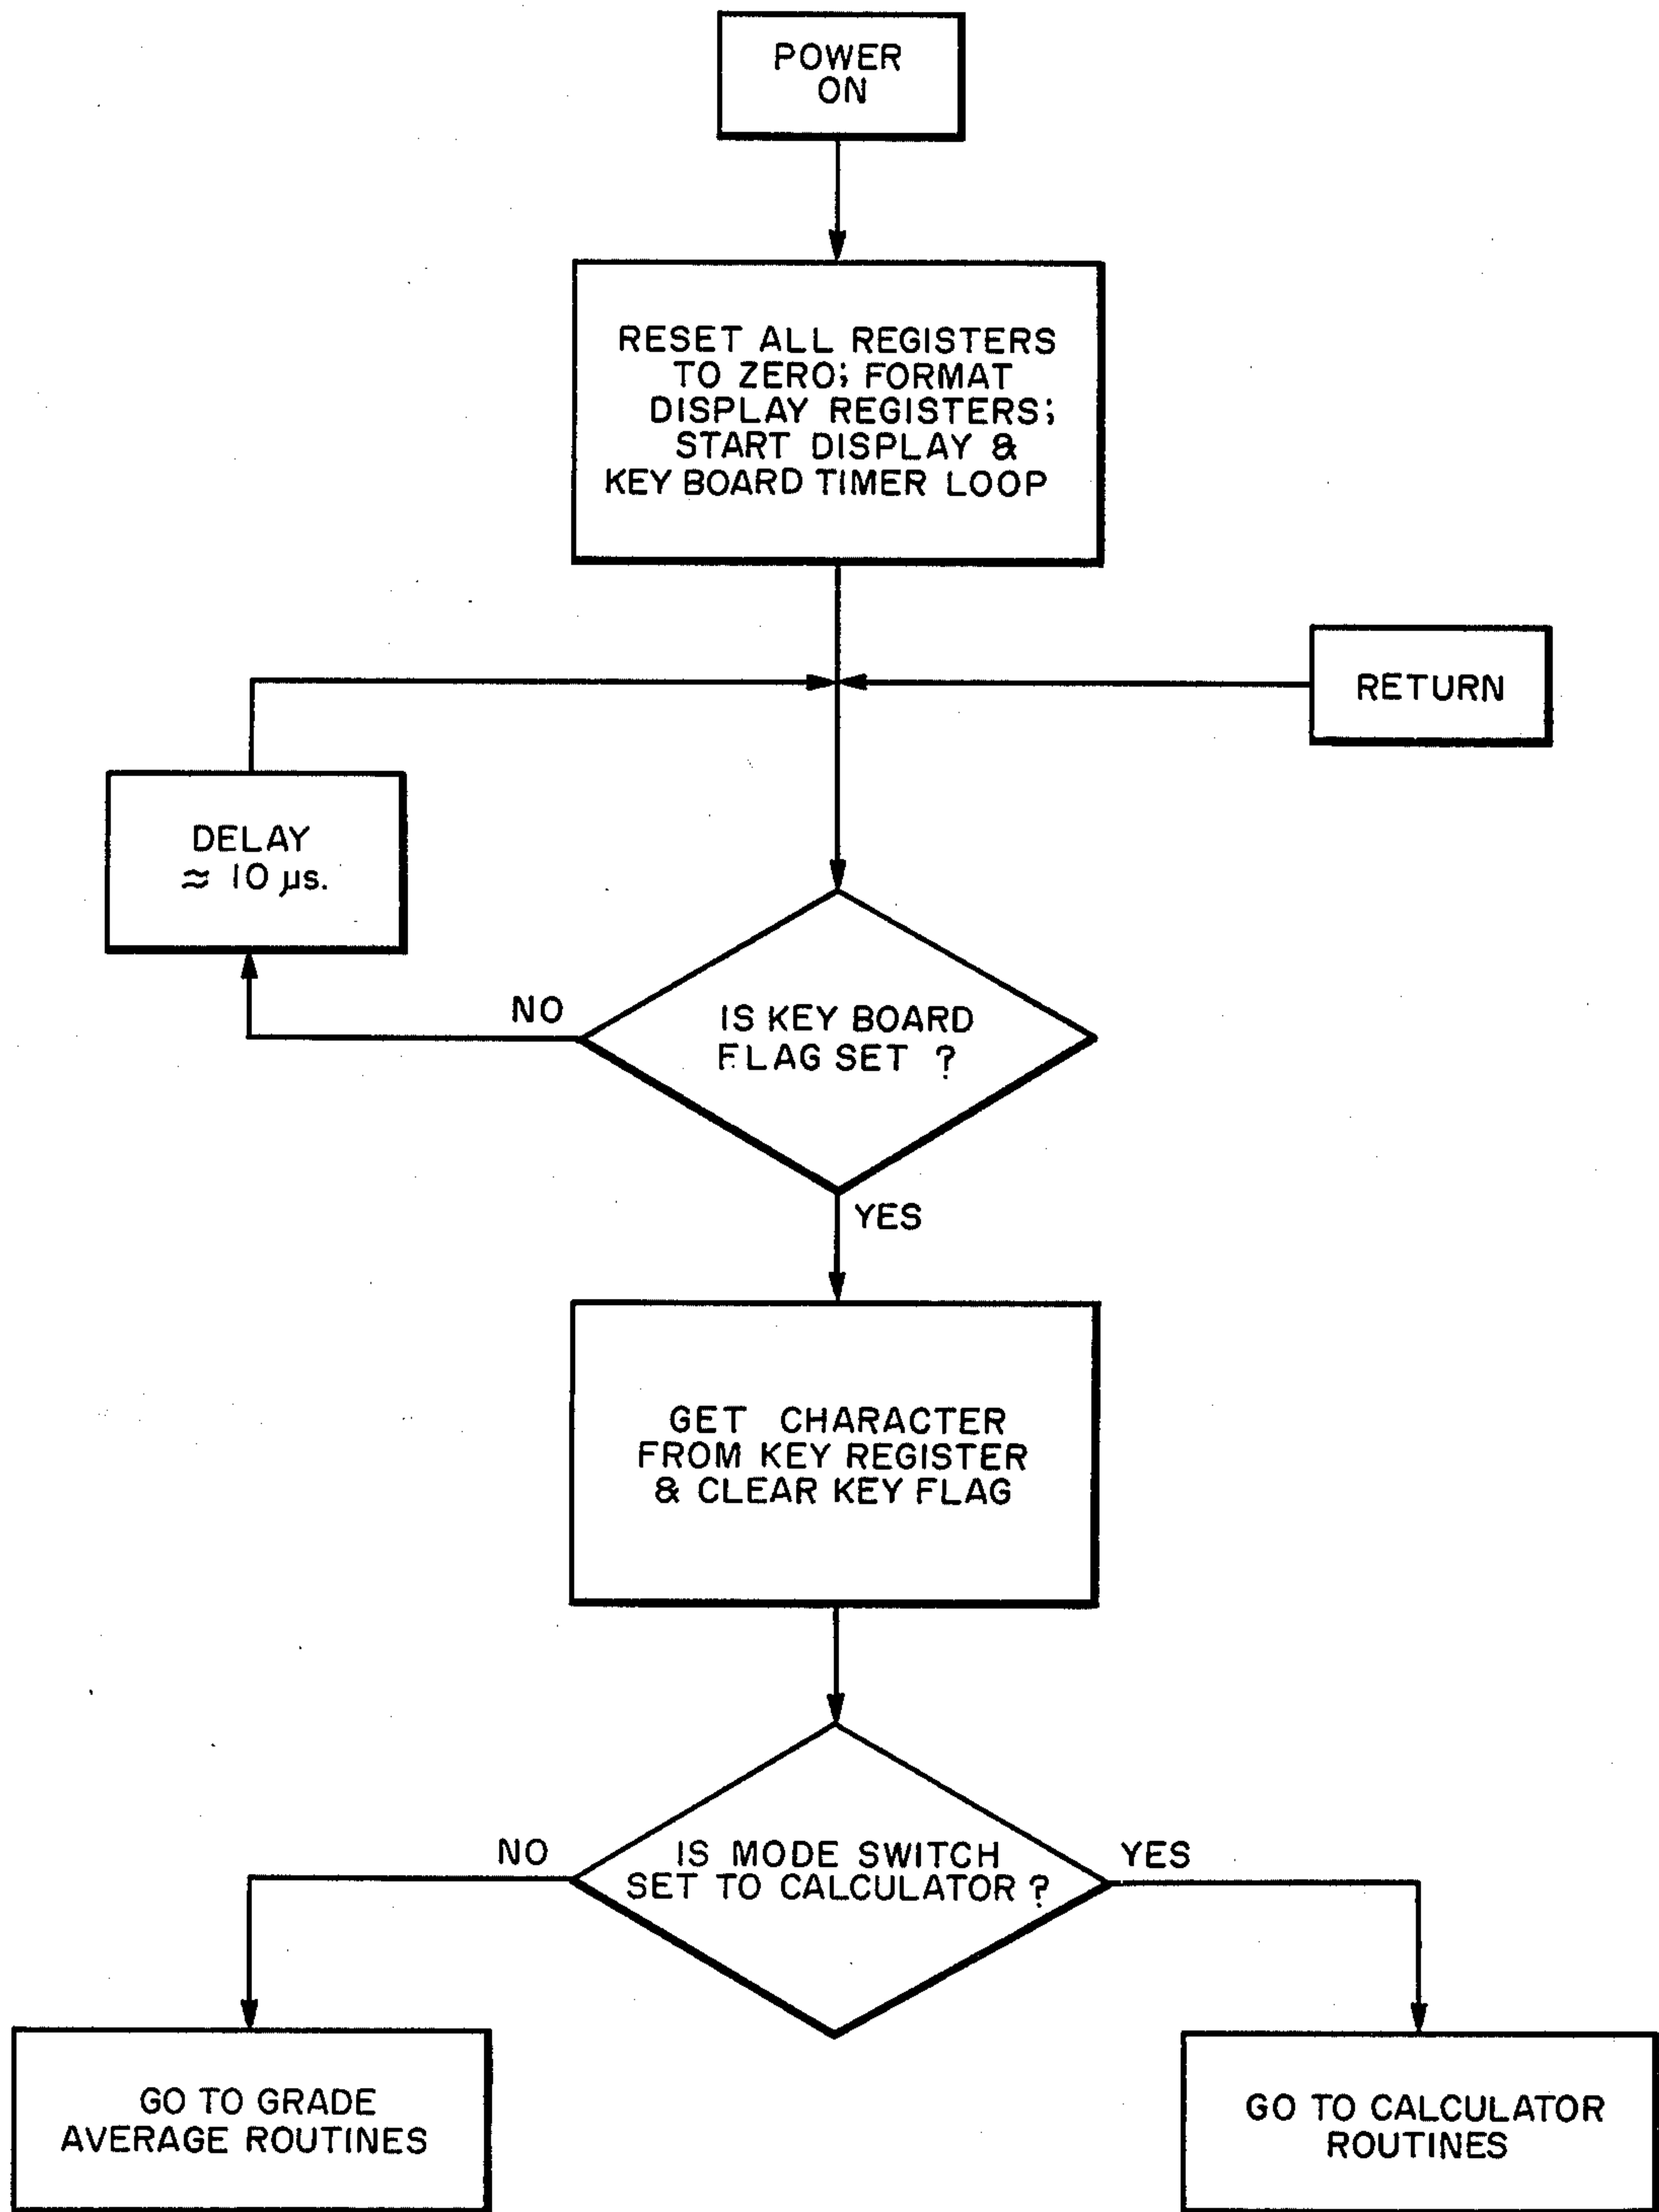 POWER
ON
RESET ALL REGISTERS
TO ZERO; FORMAT
DISPLAY REGISTERS;
START DISPLAY &
KEY BOARD TIMER LOOP
RETURN
DELAY
≈ 10 µs.
NO
IS KEY BOARD
FLAG SET ?
YES
GET CHARACTER
FROM KEY REGISTER
& CLEAR KEY FLAG
NO
IS MODE SWITCH
SET TO CALCULATOR ?
YES
GO TO GRADE
AVERAGE ROUTINES
GO TO CALCULATOR
ROUTINES